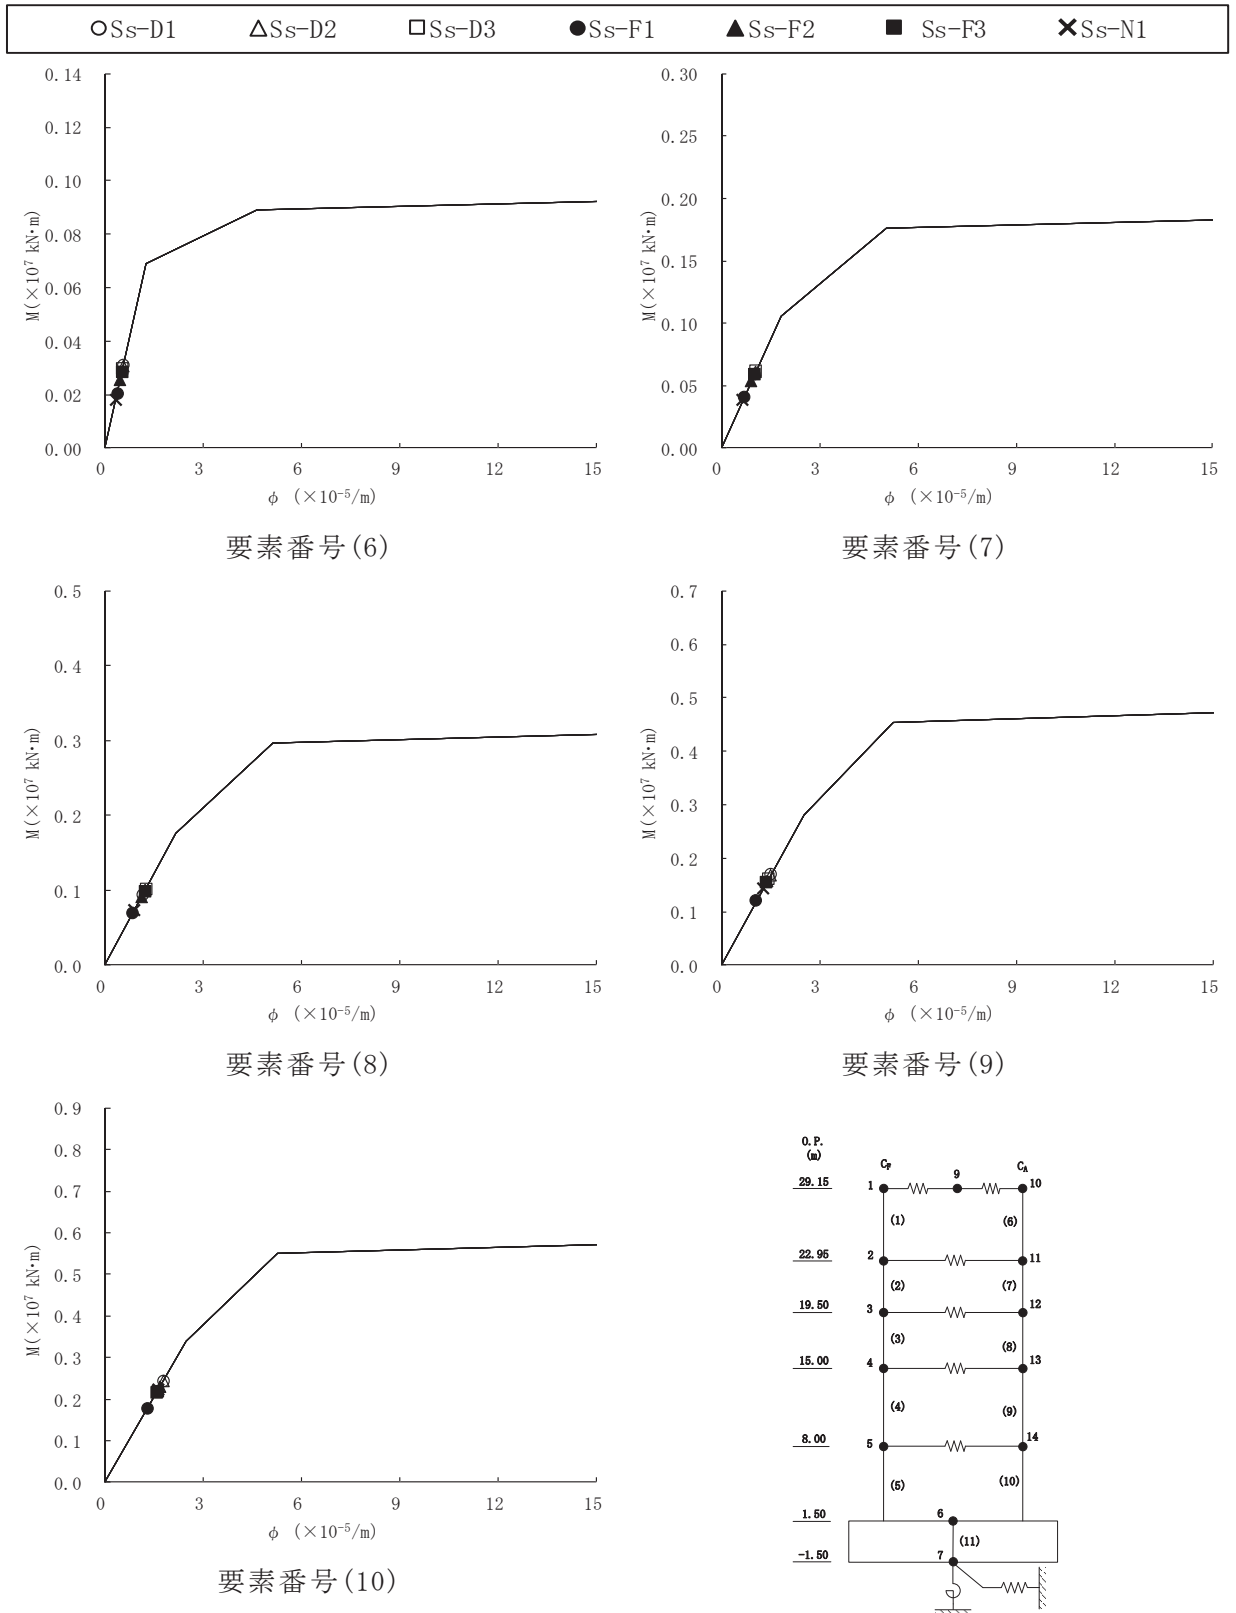 ○Ss-D1 △Ss-D2 □Ss-D3 ●Ss-F1 ▲Ss-F2 ■ Ss-F3 ×Ss-N1
0.14
0.12
0.10
0.08
0.06
0.04
0.02
0.00
M(×10⁷ kN·m)
0 3 6 9 12 15
φ (×10⁻⁵/m)
要素番号(6)
0.30
0.25
0.20
0.15
0.10
0.05
0.00
M(×10⁷ kN·m)
0 3 6 9 12 15
φ (×10⁻⁵/m)
要素番号(7)
0.5
0.4
0.3
0.2
0.1
0.0
M(×10⁷ kN·m)
0 3 6 9 12 15
φ (×10⁻⁵/m)
要素番号(8)
0.7
0.6
0.5
0.4
0.3
0.2
0.1
0.0
M(×10⁷ kN·m)
0 3 6 9 12 15
φ (×10⁻⁵/m)
要素番号(9)
0.9
0.8
0.7
0.6
0.5
0.4
0.3
0.2
0.1
0.0
M(×10⁷ kN·m)
0 3 6 9 12 15
φ (×10⁻⁵/m)
要素番号(10)
O.P.
(m)
C_F C_A
29.15 1 9 10
(1) (6)
22.95 2 11
(2) (7)
19.50 3 12
(3) (8)
15.00 4 13
(4) (9)
8.00 5 14
(5) (10)
1.50 6
(11)
-1.50 7